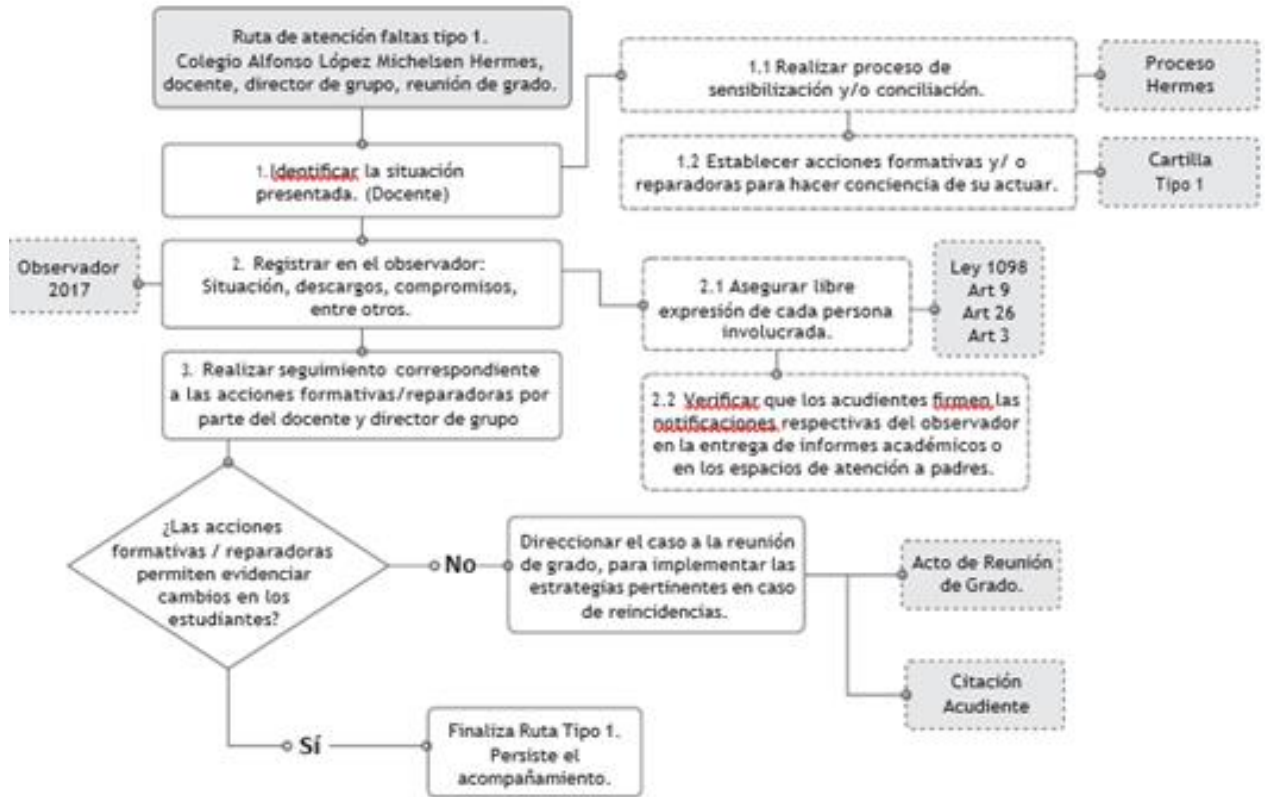 Ruta de atención faltas tipo 1.
Colegio Alfonso López Michelsen Hermes,
docente, director de grupo, reunión de grado.
1.Identificar la situación
presentada. (Docente)
1.1 Realizar proceso de
sensibilización y/o conciliación.
Proceso
Hermes
1.2 Establecer acciones formativas y/ o
reparadoras para hacer conciencia de su actuar.
Cartilla
Tipo 1
Observador
2017
2. Registrar en el observador:
Situación, descargos, compromisos,
entre otros.
2.1 Asegurar libre
expresión de cada persona
involucrada.
Ley 1098
Art 9
Art 26
Art 3
2.2 Verificar que los acudientes firmen las
notificaciones respectivas del observador
en la entrega de informes académicos o
en los espacios de atención a padres.
3. Realizar seguimiento correspondiente
a las acciones formativas/reparadoras por
parte del docente y director de grupo
¿Las acciones
formativas / reparadoras
permiten evidenciar
cambios en los
estudiantes?
No
Direccionar el caso a la reunión
de grado, para implementar las
estrategias pertinentes en caso
de reincidencias.
Acto de Reunión
de Grado.
Citación
Acudiente
Sí
Finaliza Ruta Tipo 1.
Persiste el
acompañamiento.